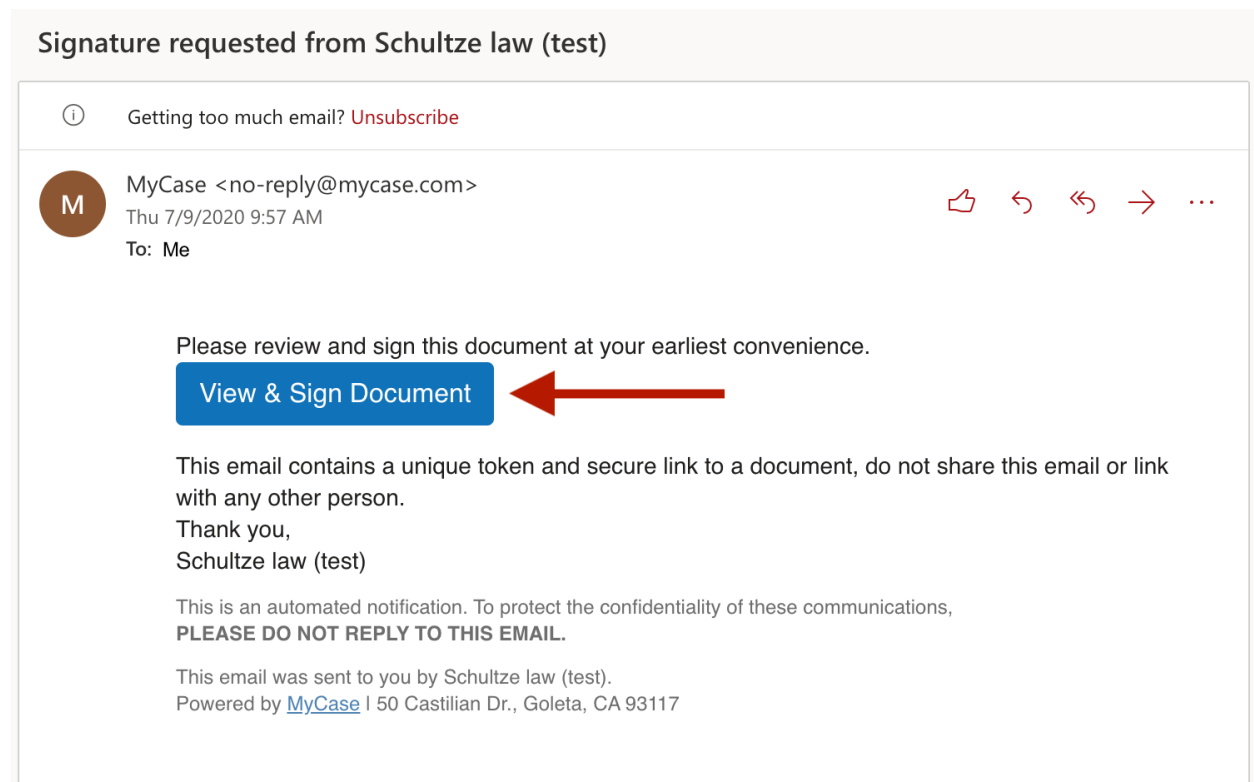 Signature requested from Schultze law (test)
Getting too much email? Unsubscribe
M
MyCase <no-reply@mycase.com>
Thu 7/9/2020 9:57 AM
To: Me
Please review and sign this document at your earliest convenience.
View & Sign Document
This email contains a unique token and secure link to a document, do not share this email or link
with any other person.
Thank you,
Schultze law (test)
This is an automated notification. To protect the confidentiality of these communications,
PLEASE DO NOT REPLY TO THIS EMAIL.
This email was sent to you by Schultze law (test).
Powered by MyCase | 50 Castilian Dr., Goleta, CA 93117